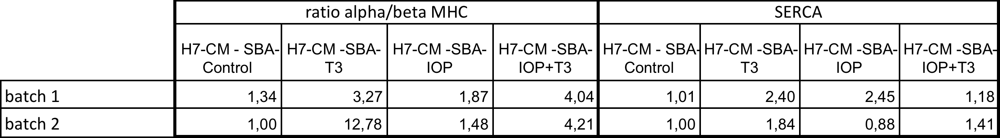 ratio alpha/beta MHC SERCA
H7-CM - SBA- H7-CM -SBA- H7-CM -SBA- H7-CM -SBA- H7-CM - SBA- H7-CM -SBA- H7-CM -SBA- H7-CM -SBA-
Control T3 IOP IOP+T3 Control T3 IOP IOP+T3
batch 1 1,34 3,27 1,87 4,04 1,01 2,40 2,45 1,18
batch 2 1,00 12,78 1,48 4,21 1,00 1,84 0,88 1,41